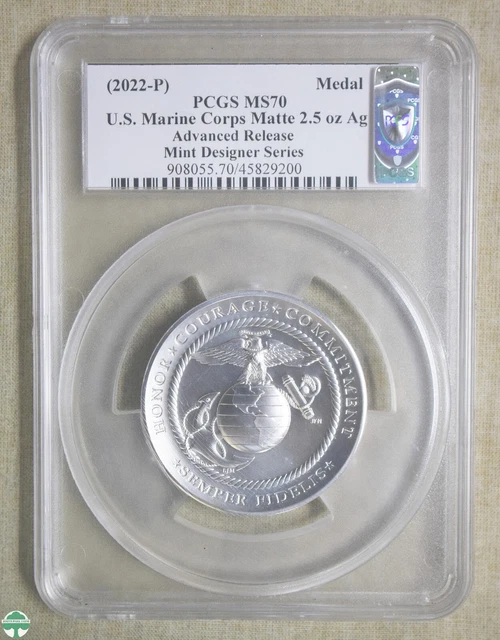 (2022-P) Medal
PCGS MS70
U.S. Marine Corps Matte 2.5 oz Ag
Advanced Release
Mint Designer Series
908055.70/45829200
HONOR ★ COURAGE ★ COMMITMENT
★ SEMPER FIDELIS ★